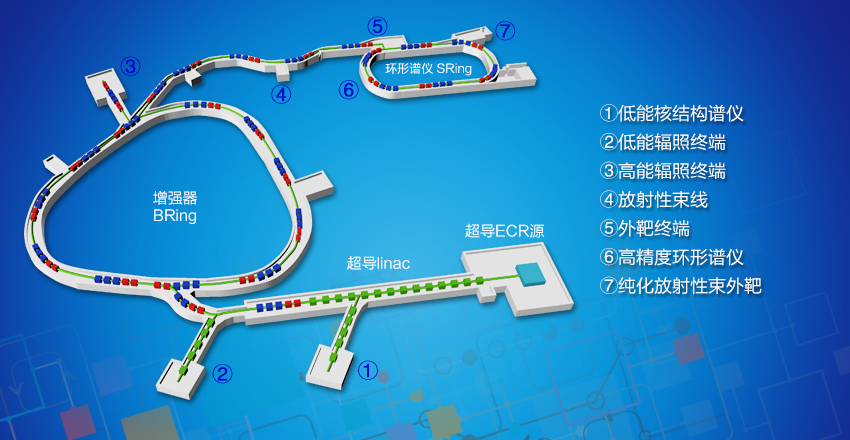 ⑤
⑦
③
环形谱仪 SRing
⑥
④
①低能核结构谱仪
②低能辐照终端
③高能辐照终端
④放射性束线
⑤外靶终端
⑥高精度环形谱仪
⑦纯化放射性束外靶
增强器
BRing
超导ECR源
超导linac
②
①